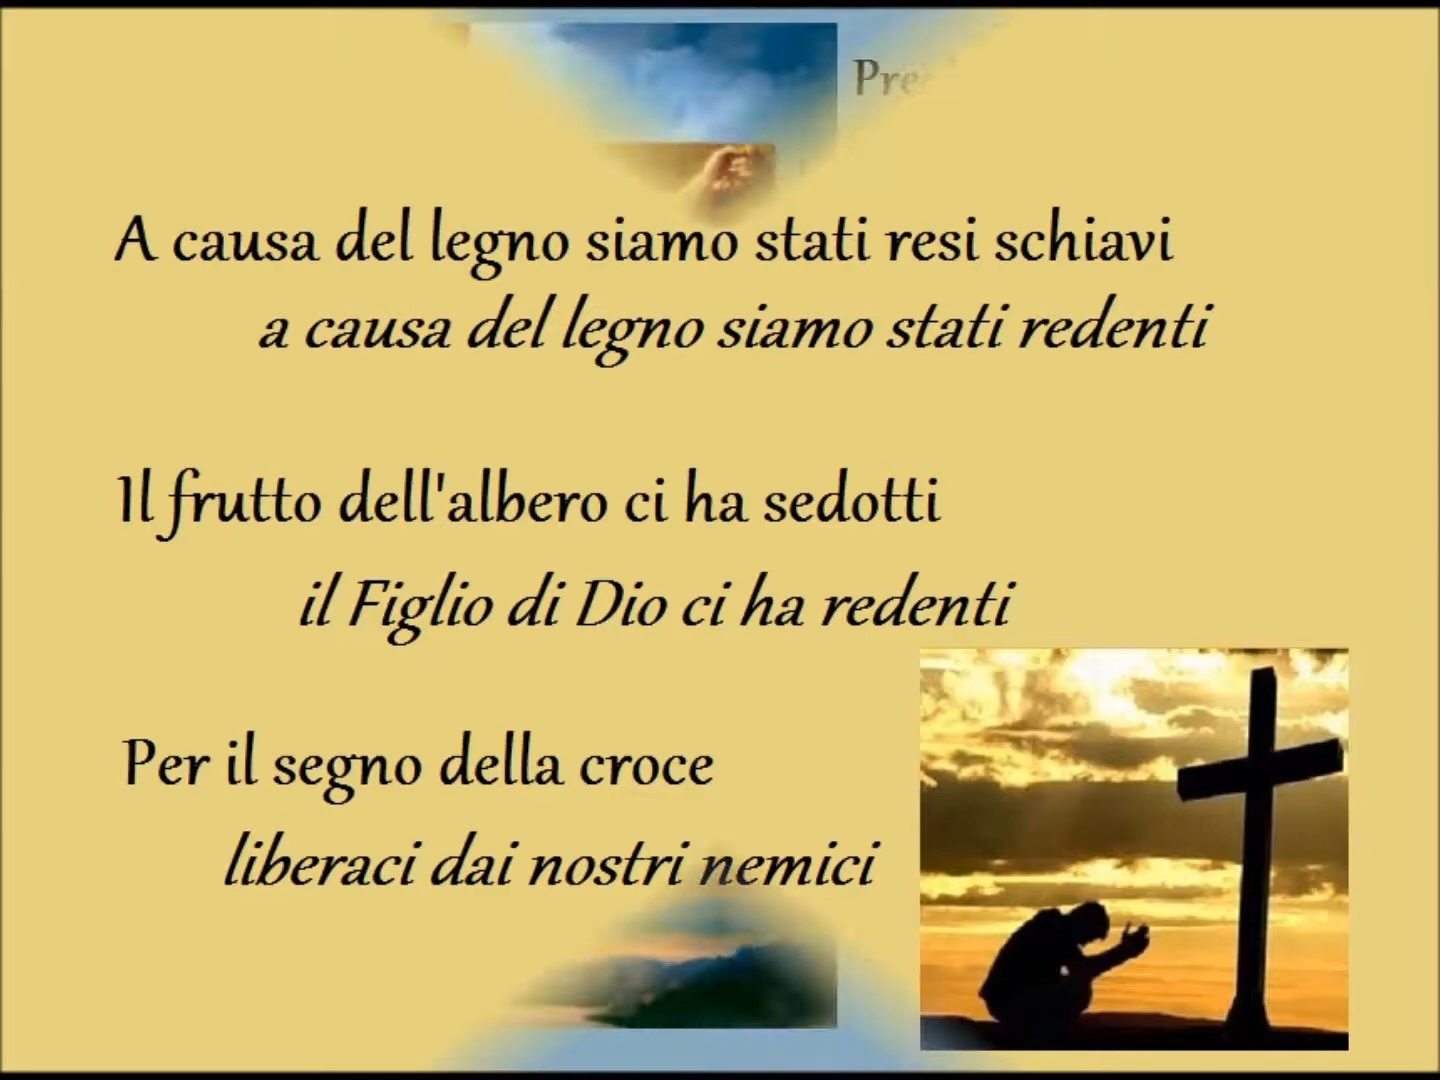 A causa del legno siamo stati resi schiavi
a causa del legno siamo stati redenti
Il frutto dell'albero ci ha sedotti
il Figlio di Dio ci ha redenti
Per il segno della croce
liberaci dai nostri nemici